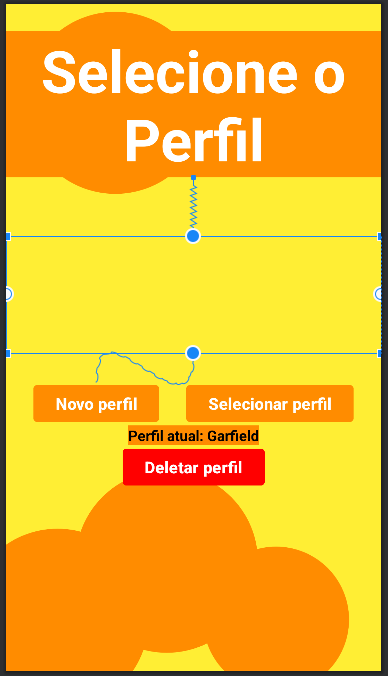 Selecione o
Perfil
Novo perfil
Selecionar perfil
Perfil atual: Garfield
Deletar perfil